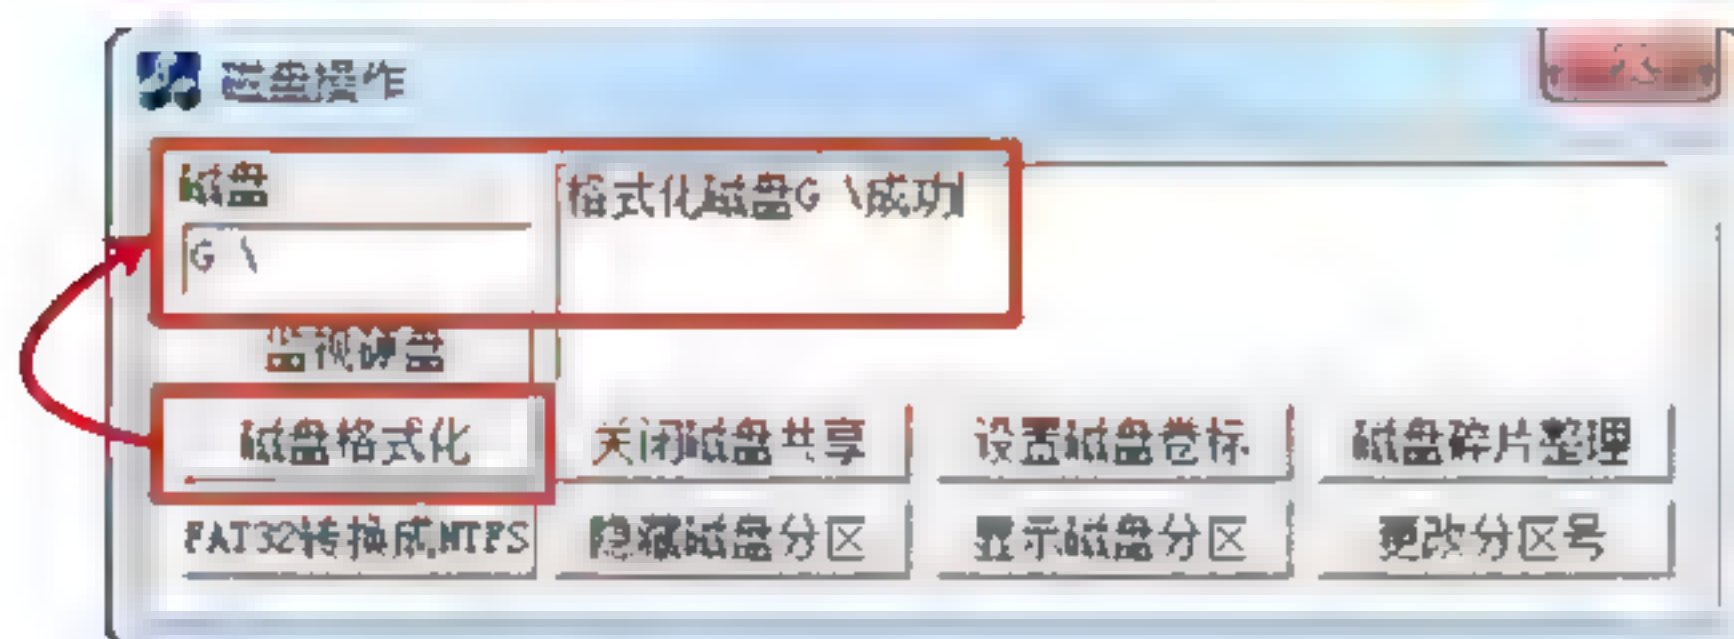 磁盘操作
磁盘
格式化磁盘G \成功
G \
监视硬盘
磁盘格式化
关闭磁盘共享
设置磁盘卷标
磁盘碎片整理
FAT32转换成NTFS
隐藏磁盘分区
显示磁盘分区
更改分区号